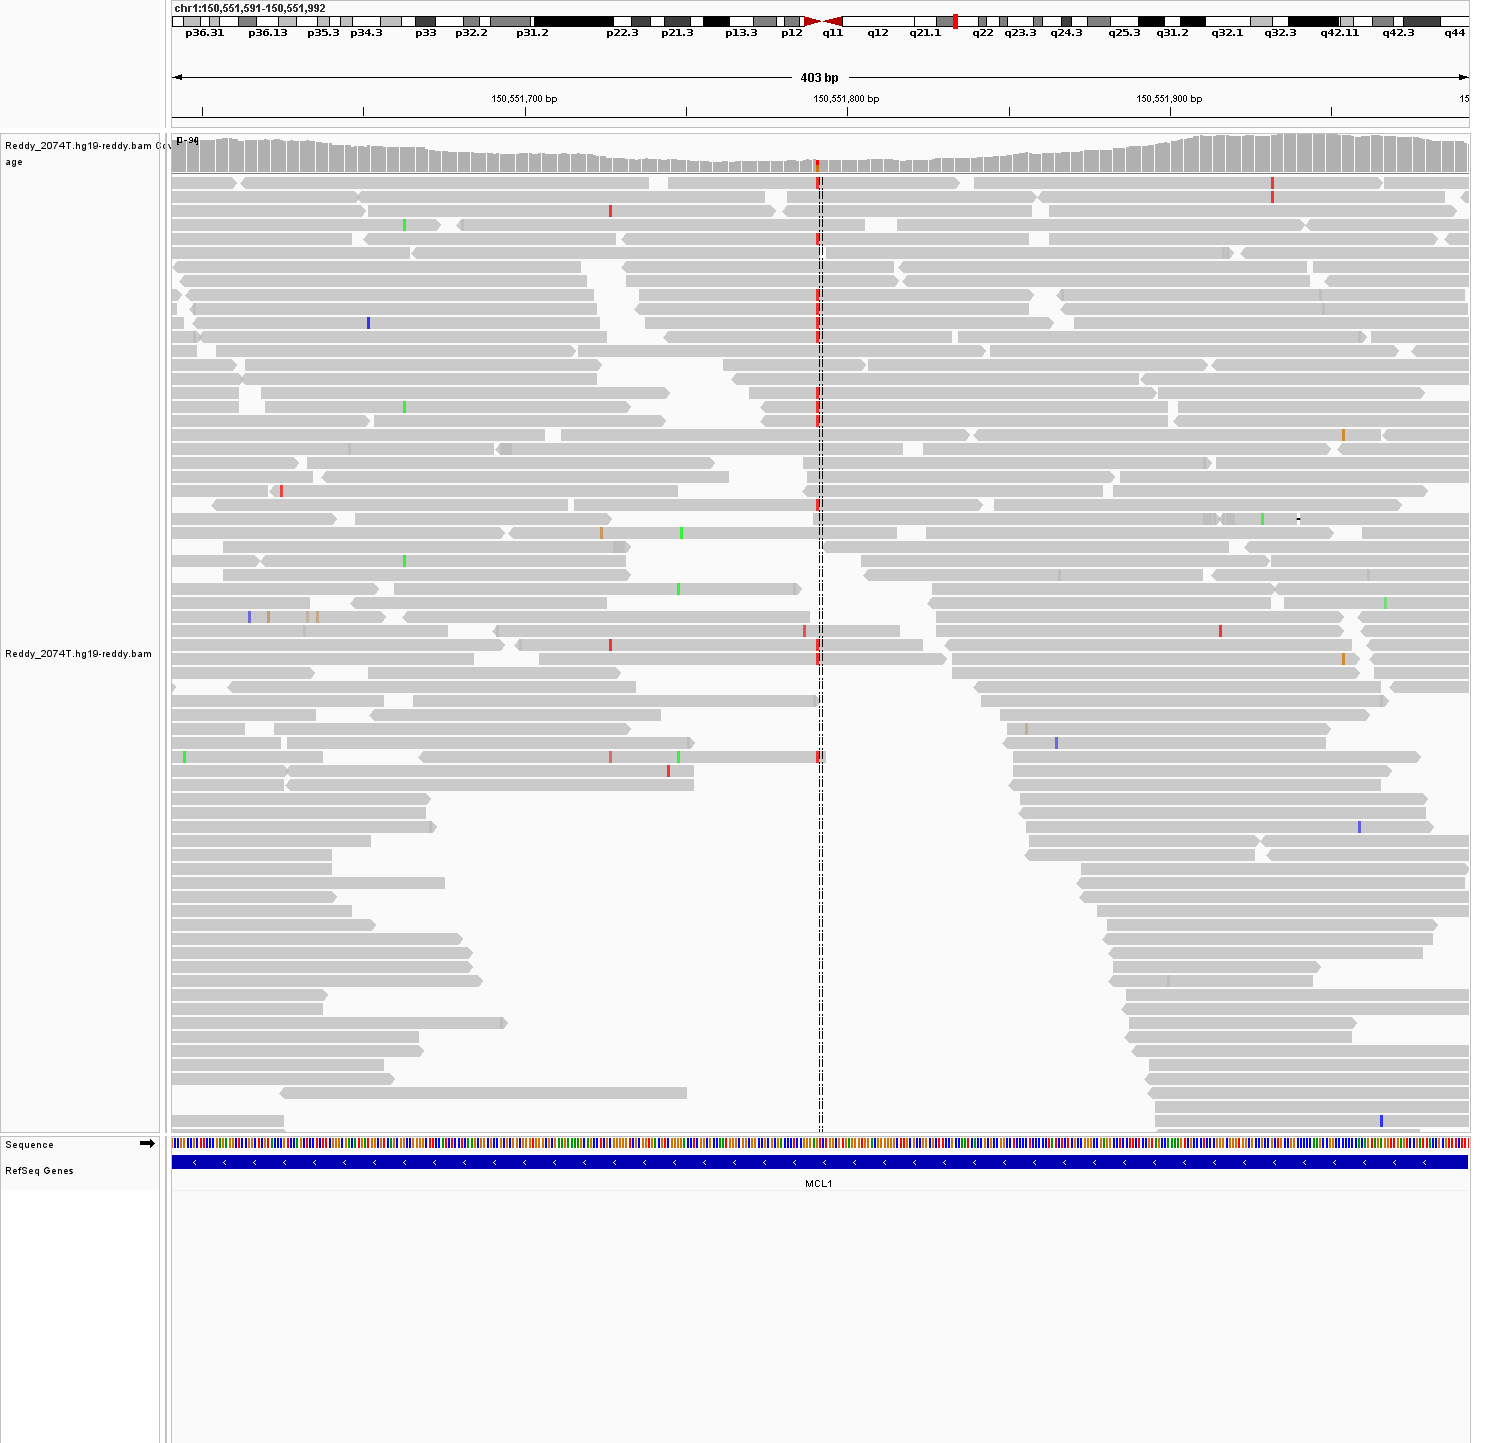 chr1:150,551,591-150,551,992
p36.31 p36.13 p35.3 p34.3 p33 p32.2 p31.2 p22.3 p21.3 p13.3 p12 q11 q12 q21.1 q22 q23.3 q24.3 q25.3 q31.2 q32.1 q32.3 q42.11 q42.3 q44
403 bp
150,551,700 bp 150,551,800 bp 150,551,900 bp 15
Reddy_2074T.hg19-reddy.bam Cov
age
Reddy_2074T.hg19-reddy.bam
Sequence
RefSeq Genes
MCL1